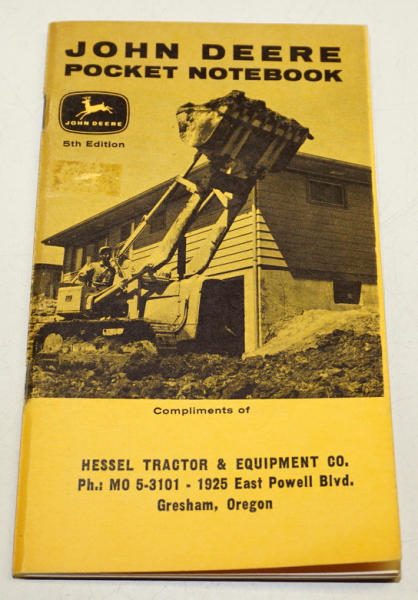 JOHN DEERE
POCKET NOTEBOOK
JOHN DEERE
5th Edition
Compliments of
HESSEL TRACTOR & EQUIPMENT CO.
Ph.: MO 5-3101 - 1925 East Powell Blvd.
Gresham, Oregon